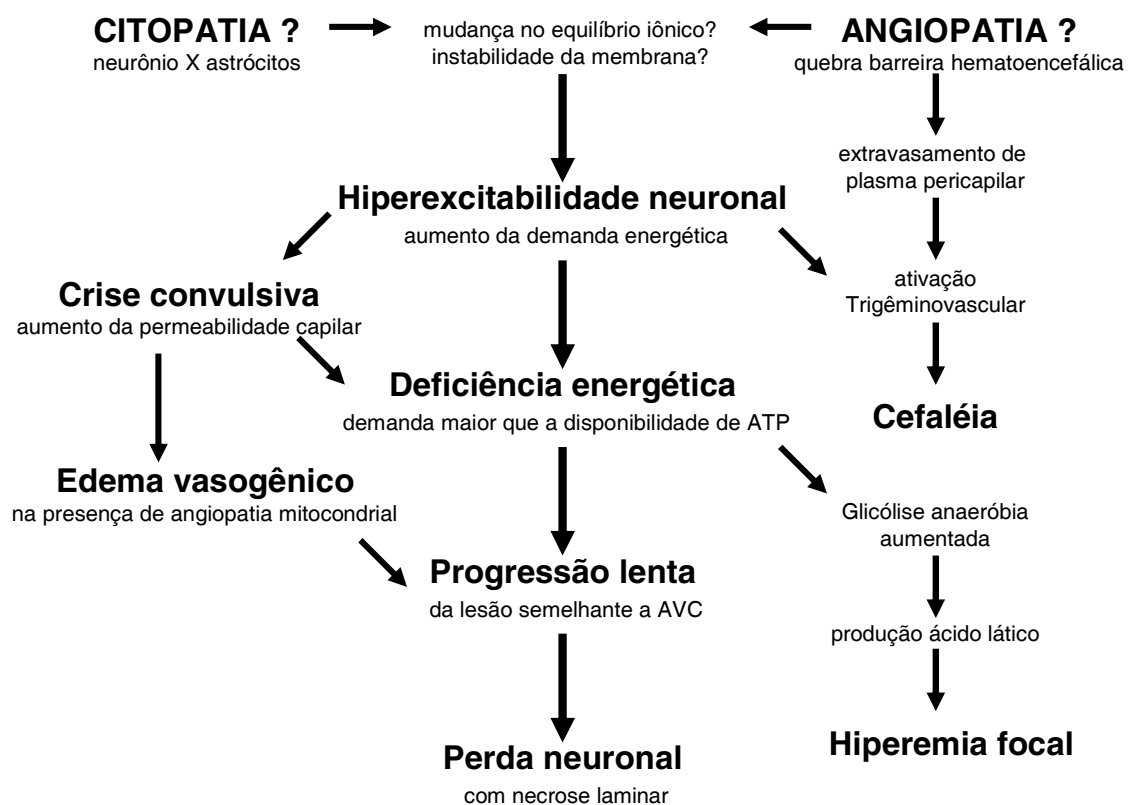 CITOPATIA ?
neurônio X astrócitos
mudança no equilíbrio iônico?
instabilidade da membrana?
ANGIOPATIA ?
quebra barreira hematoencefálica
extravasamento de
plasma pericapilar
Hiperexcitabilidade neuronal
aumento da demanda energética
Crise convulsiva
aumento da permeabilidade capilar
ativação
Trigêminovascular
Deficiência energética
demanda maior que a disponibilidade de ATP
Cefaléia
Edema vasogênico
na presença de angiopatia mitocondrial
Glicólise anaeróbia
aumentada
Progressão lenta
da lesão semelhante a AVC
produção ácido lático
Perda neuronal
com necrose laminar
Hiperemia focal